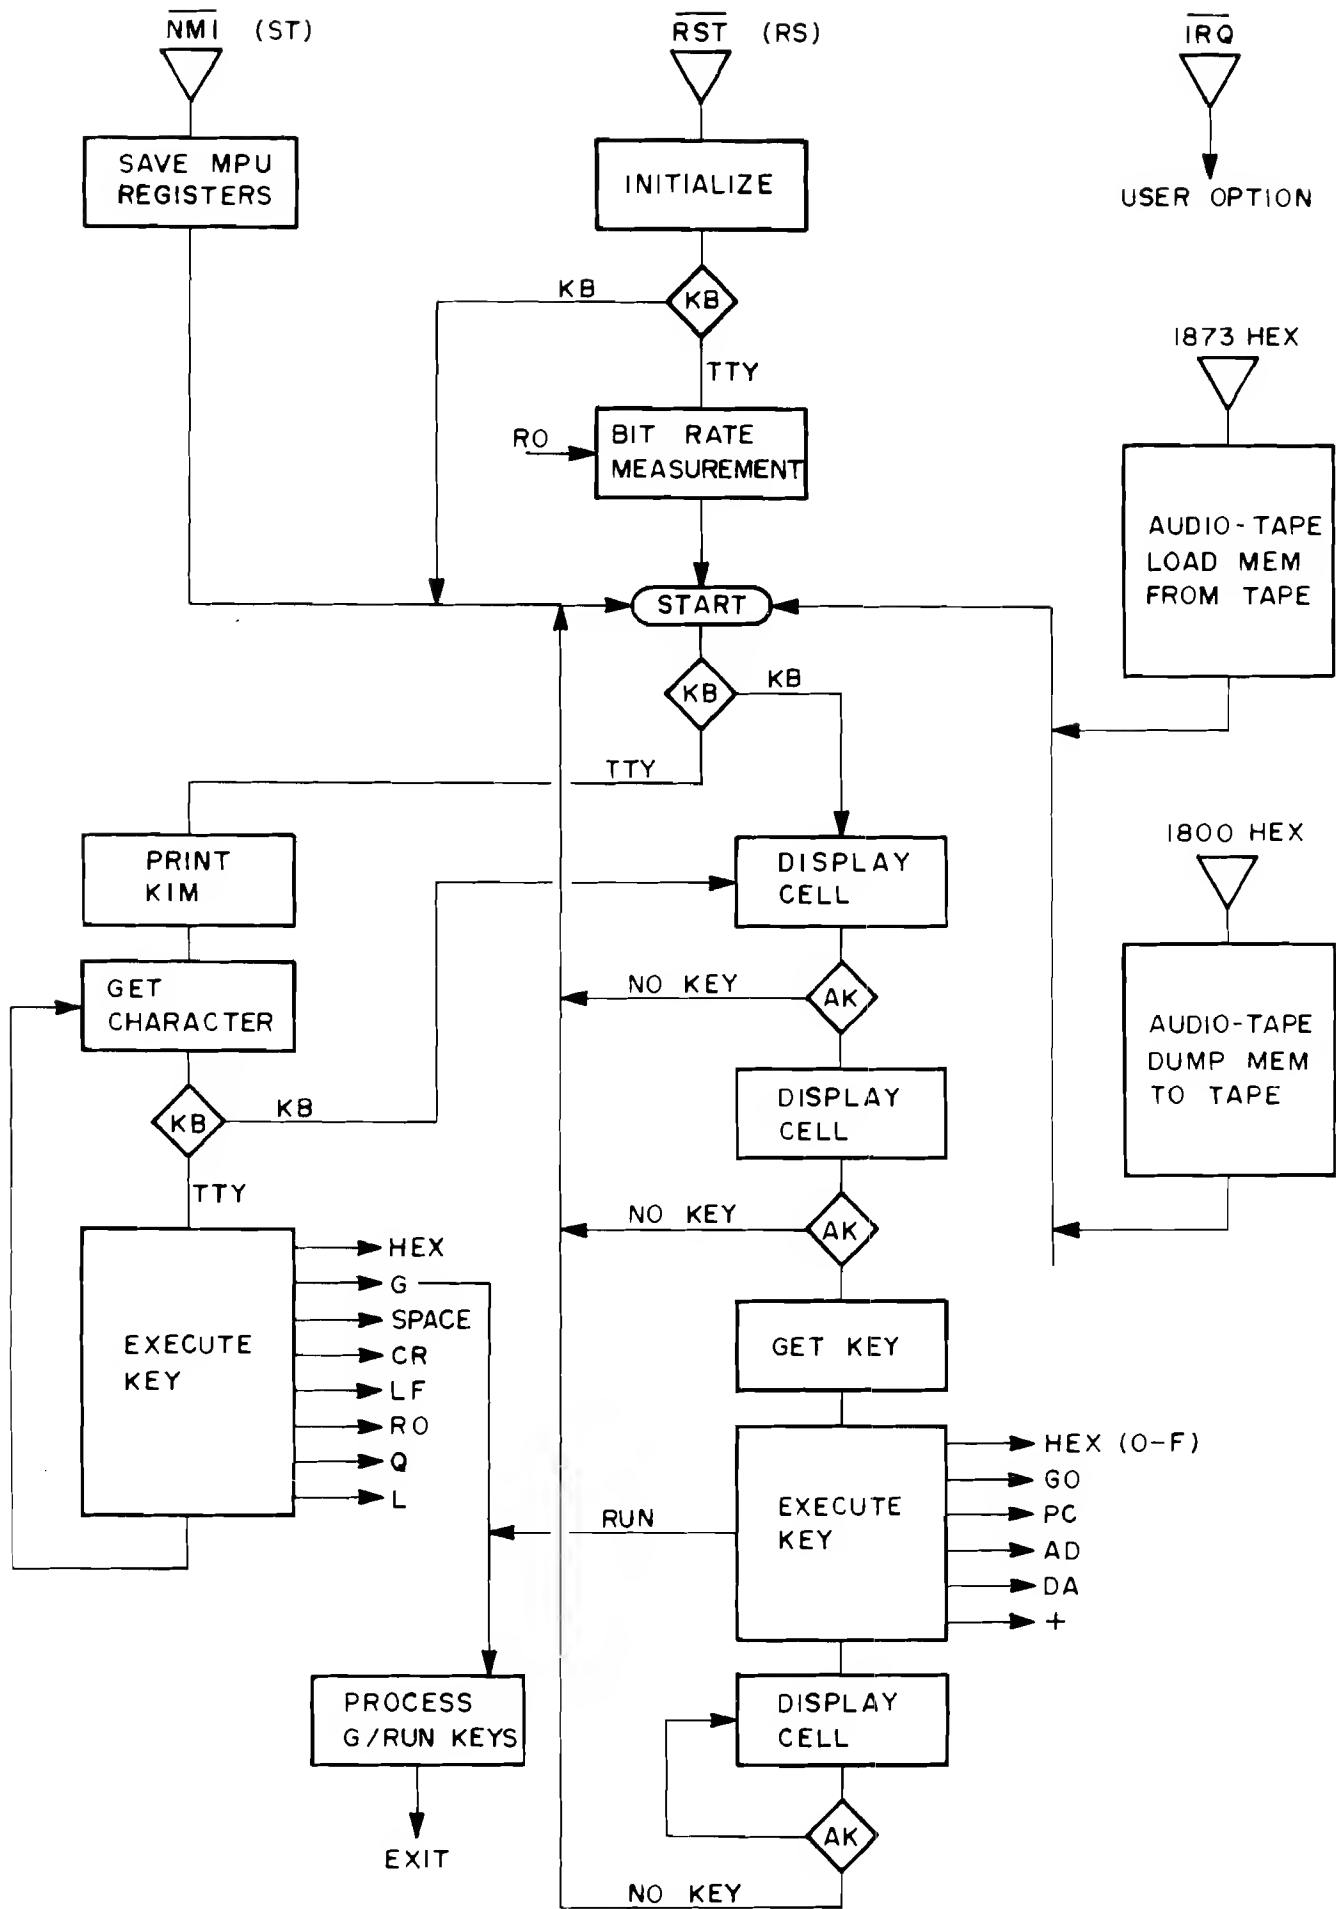 NMI (ST)
RST (RS)
IRQ
SAVE MPU
REGISTERS
INITIALIZE
USER OPTION
KB
KB
TTY
1873 HEX
RO
BIT RATE
MEASUREMENT
AUDIO-TAPE
LOAD MEM
FROM TAPE
START
KB
KB
TTY
PRINT
KIM
DISPLAY
CELL
1800 HEX
GET
CHARACTER
NO KEY
AK
AUDIO-TAPE
DUMP MEM
TO TAPE
KB
KB
DISPLAY
CELL
TTY
NO KEY
AK
EXECUTE
KEY
HEX
G
SPACE
CR
LF
RO
Q
L
GET KEY
RUN
EXECUTE
KEY
HEX (0-F)
GO
PC
AD
DA
+
PROCESS
G/RUN KEYS
DISPLAY
CELL
AK
EXIT
NO KEY